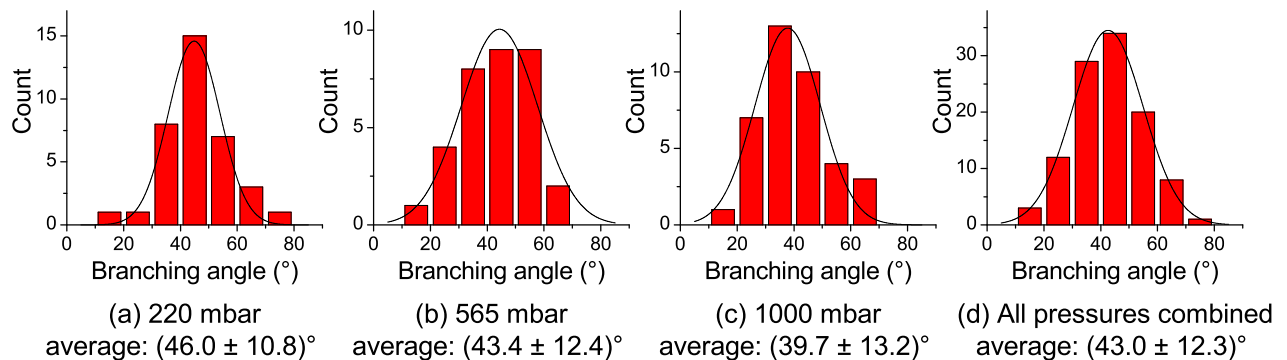 15
10
5
0
Count
0 20 40 60 80
Branching angle (°)
(a) 220 mbar
average: (46.0 ± 10.8)°
10
5
0
Count
0 20 40 60 80
Branching angle (°)
(b) 565 mbar
average: (43.4 ± 12.4)°
10
5
0
Count
0 20 40 60 80
Branching angle (°)
(c) 1000 mbar
average: (39.7 ± 13.2)°
30
20
10
0
Count
0 20 40 60 80
Branching angle (°)
(d) All pressures combined
average: (43.0 ± 12.3)°